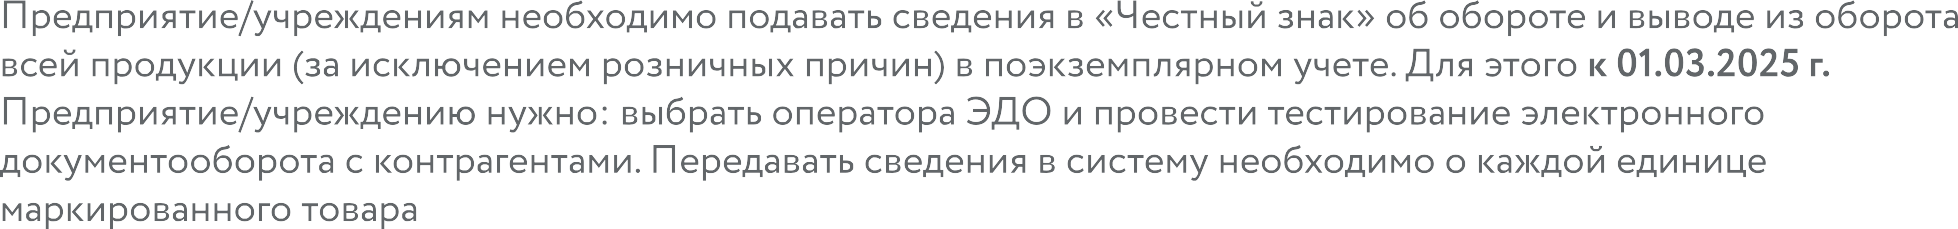 Предприятие/учреждениям необходимо подавать сведения в «Честный знак» об обороте и выводе из оборота
всей продукции (за исключением розничных причин) в поэкземплярном учете. Для этого к 01.03.2025 г.
Предприятие/учреждению нужно: выбрать оператора ЭДО и провести тестирование электронного
документооборота с контрагентами. Передавать сведения в систему необходимо о каждой единице
маркированного товара